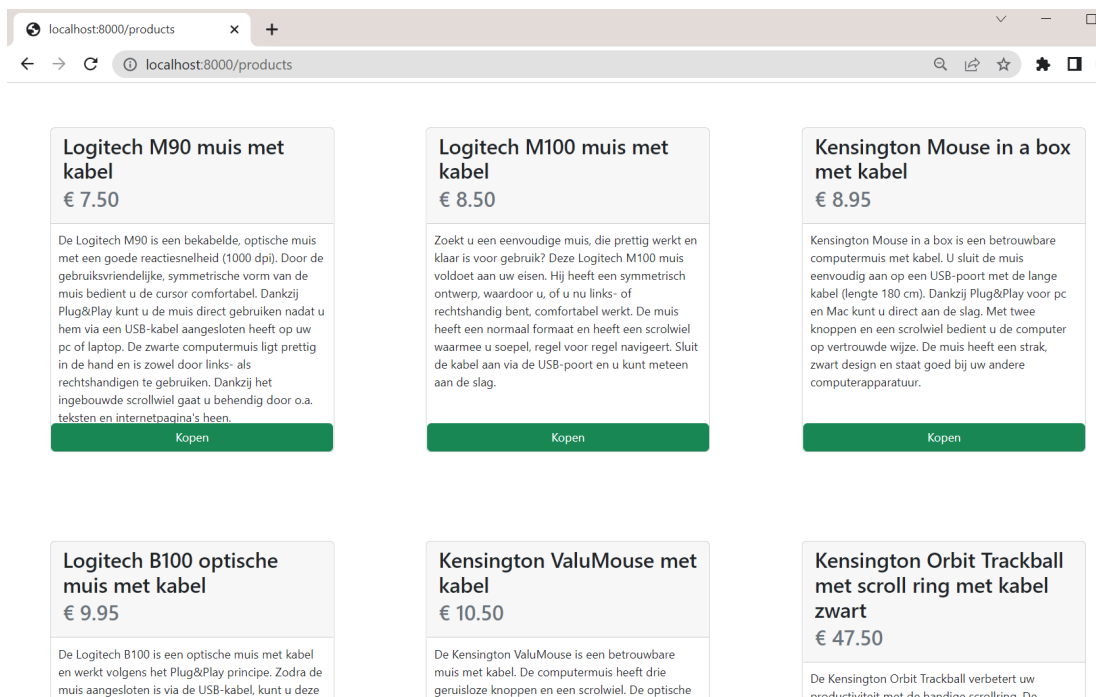 localhost:8000/products
localhost:8000/products
Logitech M90 muis met
kabel
€ 7.50
De Logitech M90 is een bekabelde, optische muis
met een goede reactiesnelheid (1000 dpi). Door de
gebruiksvriendelijke, symmetrische vorm van de
muis bedient u de cursor comfortabel. Dankzij
Plug&Play kunt u de muis direct gebruiken nadat u
hem via een USB-kabel aangesloten heeft op uw
pc of laptop. De zwarte computermuis ligt prettig
in de hand en is zowel door links- als
rechtshandigen te gebruiken. Dankzij het
ingebouwde scrollwiel gaat u behendig door o.a.
teksten en internetpagina's heen.
Kopen
Logitech M100 muis met
kabel
€ 8.50
Zoekt u een eenvoudige muis, die prettig werkt en
klaar is voor gebruik? Deze Logitech M100 muis
voldoet aan uw eisen. Hij heeft een symmetrisch
ontwerp, waardoor u, of u nu links- of
rechtshandig bent, comfortabel werkt. De muis
heeft een normaal formaat en heeft een scrolwiel
waarmee u soepel, regel voor regel navigeert. Sluit
de kabel aan via de USB-poort en u kunt meteen
aan de slag.
Kopen
Kensington Mouse in a box
met kabel
€ 8.95
Kensington Mouse in a box is een betrouwbare
computermuis met kabel. U sluit de muis
eenvoudig aan op een USB-poort met de lange
kabel (lengte 180 cm). Dankzij Plug&Play voor pc
en Mac kunt u direct aan de slag. Met twee
knoppen en een scrolwiel bedient u de computer
op vertrouwde wijze. De muis heeft een strak,
zwart design en staat goed bij uw andere
computerapparatuur.
Kopen
Logitech B100 optische
muis met kabel
€ 9.95
De Logitech B100 is een optische muis met kabel
en werkt volgens het Plug&Play principe. Zodra de
muis aangesloten is via de USB-kabel, kunt u deze
Kensington ValuMouse met
kabel
€ 10.50
De Kensington ValuMouse is een betrouwbare
muis met kabel. De computermuis heeft drie
geruisloze knoppen en een scrolwiel. De optische
Kensington Orbit Trackball
met scroll ring met kabel
zwart
€ 47.50
De Kensington Orbit Trackball verbetert uw
productiviteit met de handige scrollring. De